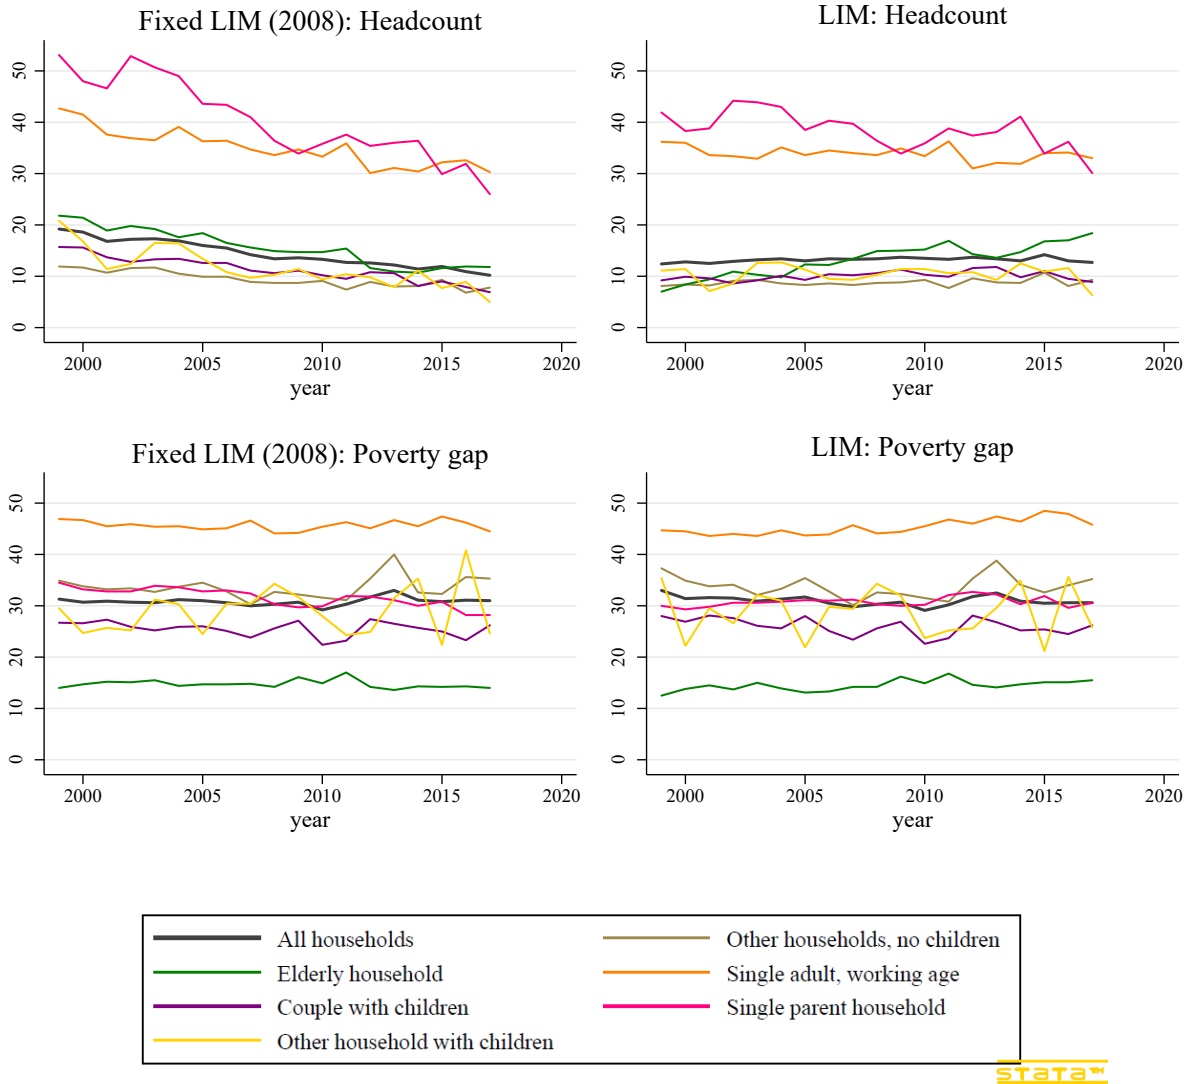 Fixed LIM (2008): Headcount
50
40
30
20
10
0
2000 2005 2010 2015 2020
year
LIM: Headcount
50
40
30
20
10
0
2000 2005 2010 2015 2020
year
Fixed LIM (2008): Poverty gap
50
40
30
20
10
0
2000 2005 2010 2015 2020
year
LIM: Poverty gap
50
40
30
20
10
0
2000 2005 2010 2015 2020
year
All households
Elderly household
Couple with children
Other household with children
Other households, no children
Single adult, working age
Single parent household
STATA™